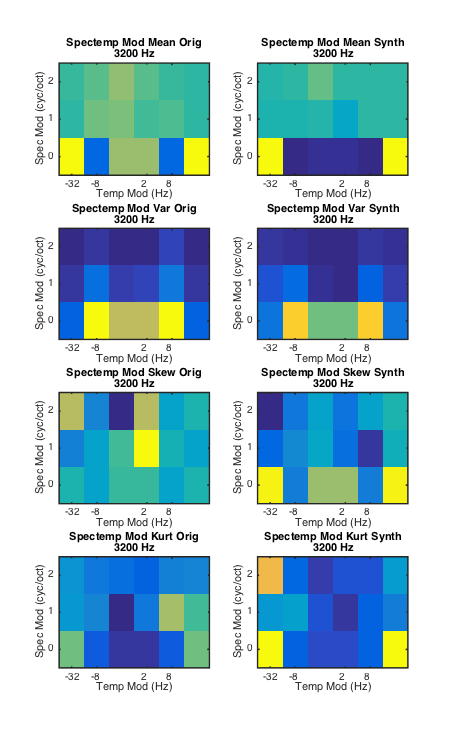 Spectemp Mod Mean Orig
3200 Hz
Spec Mod (cyc/oct)
2
1
0
-32
-8
2
8
Temp Mod (Hz)
Spectemp Mod Mean Synth
3200 Hz
Spec Mod (cyc/oct)
2
1
0
-32
-8
2
8
Temp Mod (Hz)
Spectemp Mod Var Orig
3200 Hz
Spec Mod (cyc/oct)
2
1
0
-32
-8
2
8
Temp Mod (Hz)
Spectemp Mod Var Synth
3200 Hz
Spec Mod (cyc/oct)
2
1
0
-32
-8
2
8
Temp Mod (Hz)
Spectemp Mod Skew Orig
3200 Hz
Spec Mod (cyc/oct)
2
1
0
-32
-8
2
8
Temp Mod (Hz)
Spectemp Mod Skew Synth
3200 Hz
Spec Mod (cyc/oct)
2
1
0
-32
-8
2
8
Temp Mod (Hz)
Spectemp Mod Kurt Orig
3200 Hz
Spec Mod (cyc/oct)
2
1
0
-32
-8
2
8
Temp Mod (Hz)
Spectemp Mod Kurt Synth
3200 Hz
Spec Mod (cyc/oct)
2
1
0
-32
-8
2
8
Temp Mod (Hz)